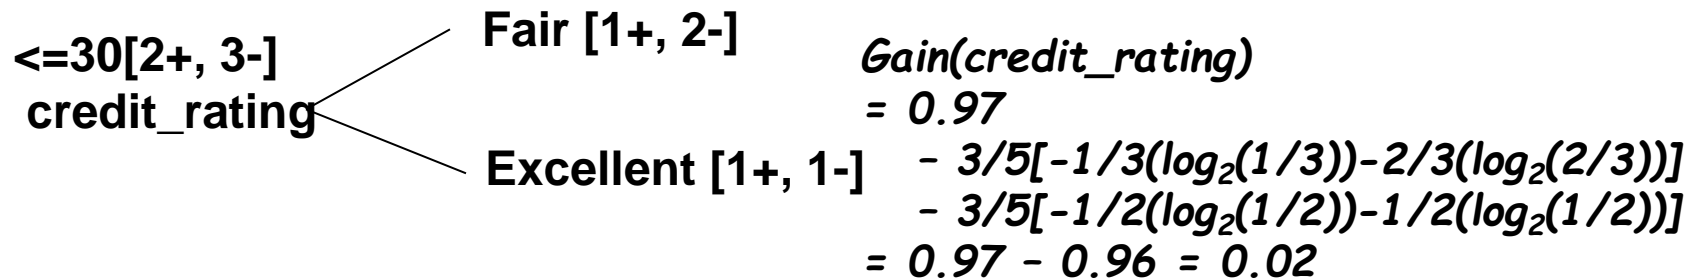 <=30[2+, 3-]
credit_rating
Fair [1+, 2-]
Excellent [1+, 1-]
Gain(credit_rating)
= 0.97
– 3/5[-1/3(log₂(1/3))-2/3(log₂(2/3))]
– 3/5[-1/2(log₂(1/2))-1/2(log₂(1/2))]
= 0.97 – 0.96 = 0.02